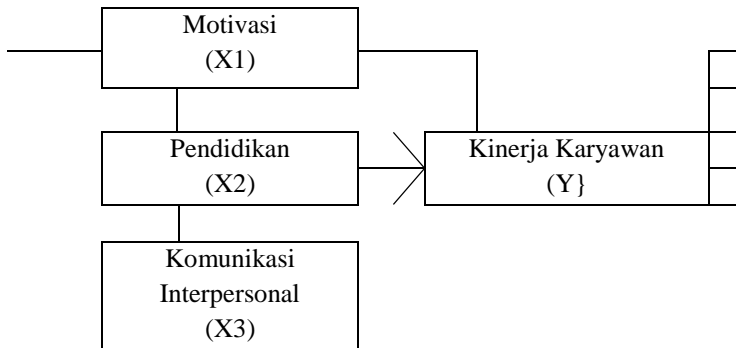 Motivasi
(X1)
Pendidikan
(X2)
Kinerja Karyawan
(Y}
Komunikasi
Interpersonal
(X3)